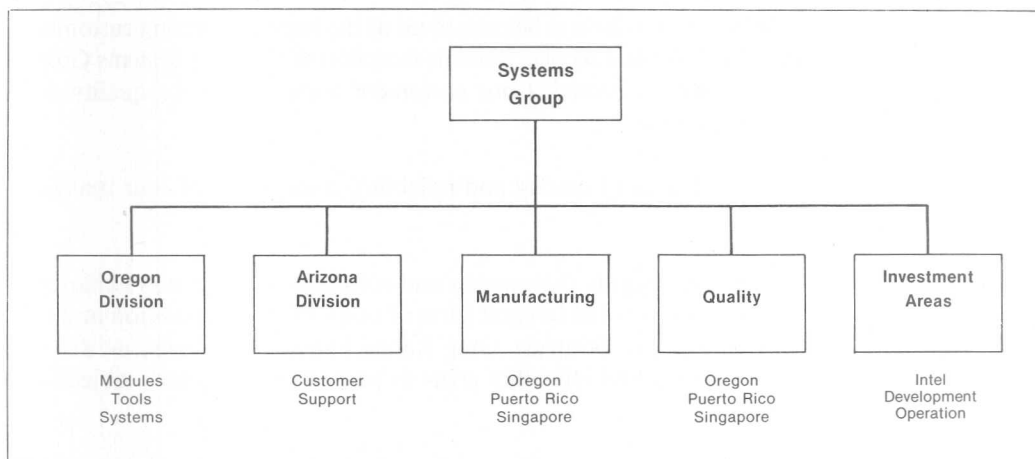 Systems
Group
Oregon
Division
Arizona
Division
Manufacturing
Quality
Investment
Areas
Modules
Tools
Systems
Customer
Support
Oregon
Puerto Rico
Singapore
Oregon
Puerto Rico
Singapore
Intel
Development
Operation